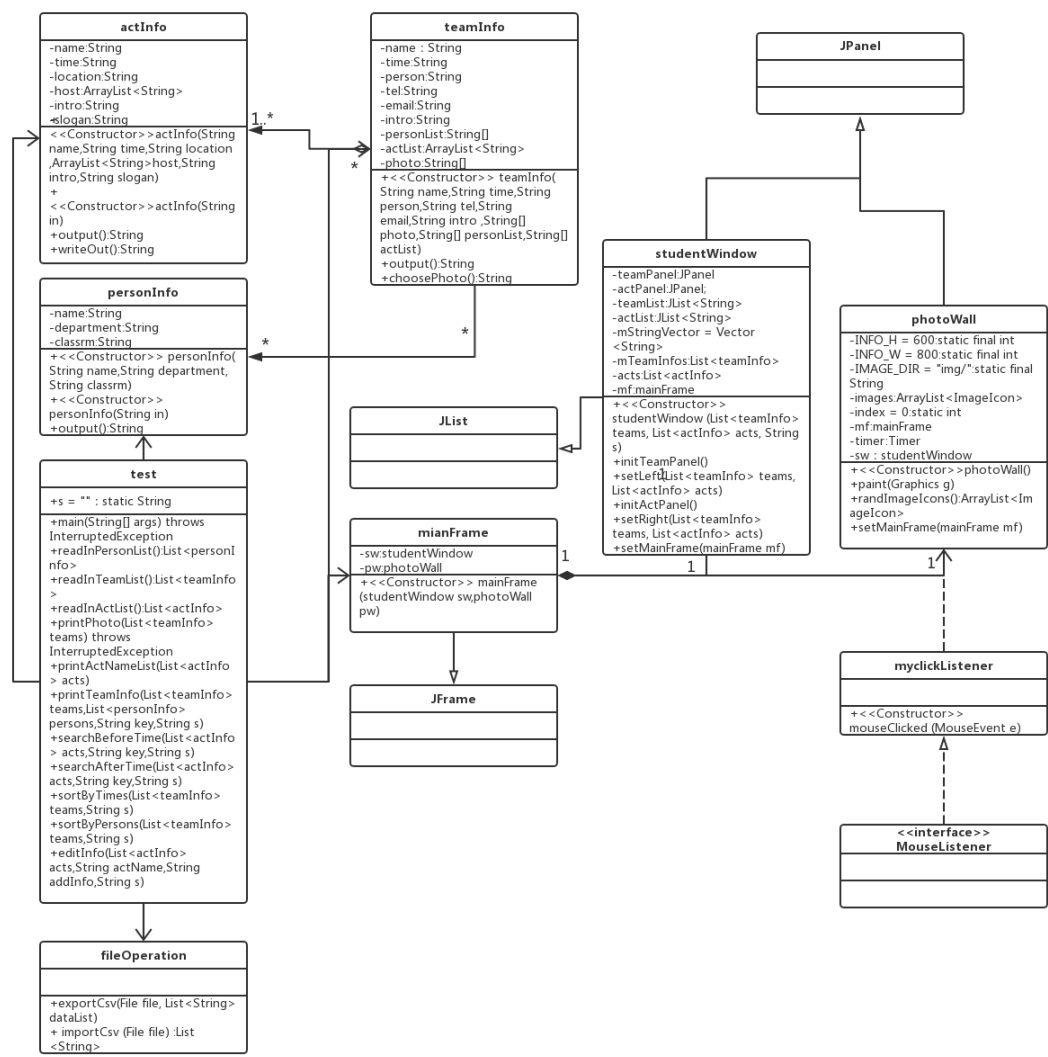 actInfo
-name:String
-time:String
-location:String
-host:ArrayList<String>
-intro:String
-slogan:String
<<Constructor>>actInfo(String
name,String time,String location
,ArrayList<String>host,String
intro,String slogan)
+
<<Constructor>>actInfo(String
in)
+output():String
+writeOut():String
1..*
teamInfo
-name : String
-time:String
-person:String
-tel:String
-email:String
-intro:String
-personList:String[]
-actList:ArrayList<String>
-photo:String[]
+<<Constructor>> teamInfo(
String name,String time,String
person,String tel,String
email,String intro ,String[]
photo,String[] personList,String[]
actList)
+output():String
+choosePhoto():String
*
*
*
JPanel
personInfo
-name:String
-department:String
-classrm:String
+<<Constructor>> personInfo(
String name,String department,
String classrm)
+<<Constructor>>
personInfo(String in)
+output():String
studentWindow
-teamPanel:JPanel
-actPanel:JPanel;
-teamList:JList<String>
-actList:JList<String>
-mStringVector = Vector
<String>
-mTeamInfos:List<teamInfo>
-acts:List<actInfo>
-mf:mainFrame
+<<Constructor>>
studentWindow (List<teamInfo>
teams, List<actInfo> acts, String
s)
+initTeamPanel()
+setLeft(List<teamInfo> teams,
List<actInfo> acts)
+initActPanel()
+setRight(List<teamInfo>
teams, List<actInfo> acts)
+setMainFrame(mainFrame mf)
1
photoWall
-INFO_H = 600:static final int
-INFO_W = 800:static final int
-IMAGE_DIR = "img/":static final
String
-images:ArrayList<ImageIcon>
-index = 0:static int
-mf:mainFrame
-timer:Timer
-sw : studentWindow
+<<Constructor>>photoWall()
+paint(Graphics g)
+randImageIcons():ArrayList<Im
ageIcon>
+setMainFrame(mainFrame mf)
JList
test
+s = "" : static String
+main(String[] args) throws
InterruptedException
+readInPersonList():List<personI
nfo>
+readInTeamList():List<teamInfo
>
+readInActList():List<actInfo>
+printPhoto(List<teamInfo>
teams) throws
InterruptedException
+printActNameList(List<actInfo
> acts)
+printTeamInfo(List<teamInfo>
teams,List<personInfo>
persons,String key,String s)
+searchBeforeTime(List<actInfo
> acts,String key,String s)
+searchAfterTime(List<actInfo>
acts,String key,String s)
+sortByTimes(List<teamInfo>
teams,String s)
+sortByPersons(List<teamInfo>
teams,String s)
+editInfo(List<actInfo>
acts,String actName,String
addInfo,String s)
mianFrame
-sw:studentWindow
-pw:photoWall
+<<Constructor>> mainFrame
(studentWindow sw,photoWall
pw)
1
1
1
JFrame
myclickListener
+<<Constructor>>
mouseClicked (MouseEvent e)
<<interface>>
MouseListener
fileOperation
+exportCsv(File file, List<String>
dataList)
+ importCsv (File file) :List
<String>